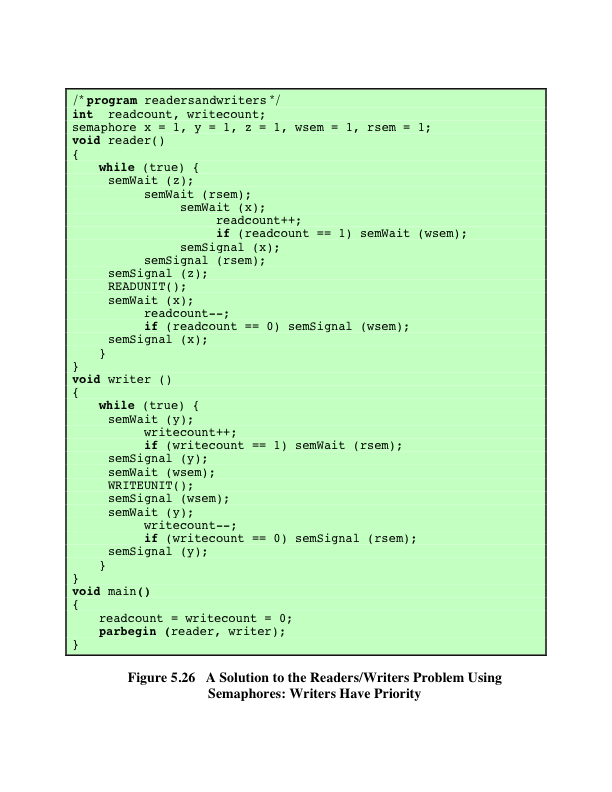 /*program readersandwriters*/
int  readcount, writecount;
semaphore x = 1, y = 1, z = 1, wsem = 1, rsem = 1;
void reader()
{
    while (true) {
     semWait (z);
          semWait (rsem);
               semWait (x);
                    readcount++;
                    if (readcount == 1) semWait (wsem);
               semSignal (x);
          semSignal (rsem);
     semSignal (z);
     READUNIT();
     semWait (x);
          readcount--;
          if (readcount == 0) semSignal (wsem);
     semSignal (x);
    }
}
void writer ()
{
    while (true) {
     semWait (y);
          writecount++;
          if (writecount == 1) semWait (rsem);
     semSignal (y);
     semWait (wsem);
     WRITEUNIT();
     semSignal (wsem);
     semWait (y);
          writecount--;
          if (writecount == 0) semSignal (rsem);
     semSignal (y);
    }
}
void main()
{
    readcount = writecount = 0;
    parbegin (reader, writer);
}
Figure 5.26   A Solution to the Readers/Writers Problem Using
Semaphores: Writers Have Priority